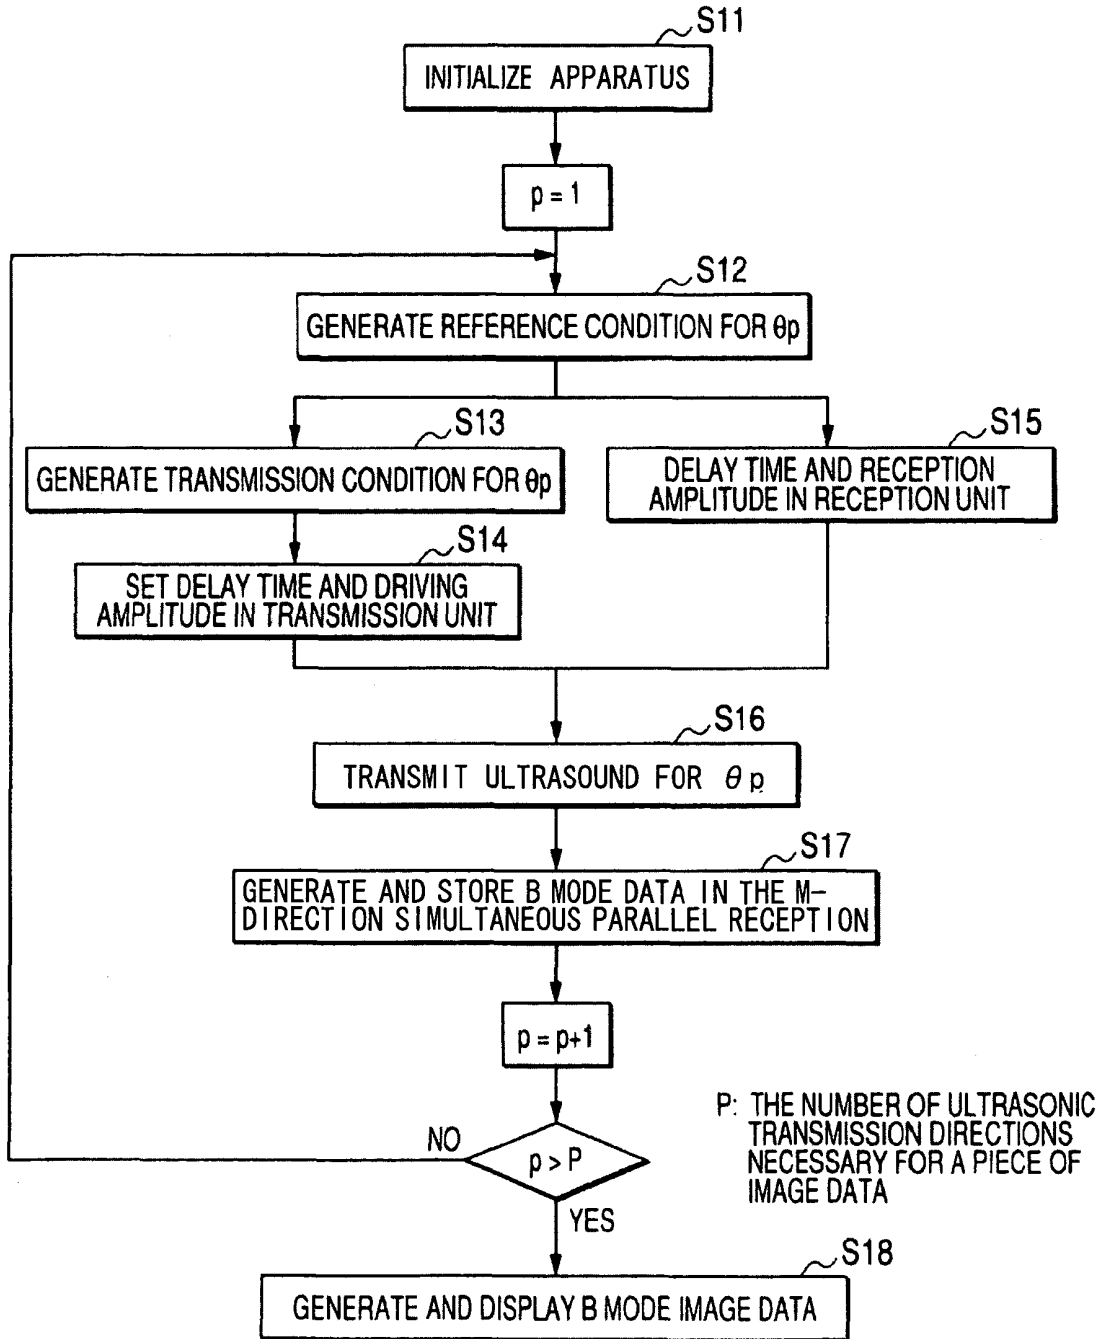 S11
INITIALIZE APPARATUS
p = 1
S12
GENERATE REFERENCE CONDITION FOR θp
S13
GENERATE TRANSMISSION CONDITION FOR θp
S15
DELAY TIME AND RECEPTION
AMPLITUDE IN RECEPTION UNIT
S14
SET DELAY TIME AND DRIVING
AMPLITUDE IN TRANSMISSION UNIT
S16
TRANSMIT ULTRASOUND FOR θ p
S17
GENERATE AND STORE B MODE DATA IN THE M-
DIRECTION SIMULTANEOUS PARALLEL RECEPTION
p = p+1
P: THE NUMBER OF ULTRASONIC
TRANSMISSION DIRECTIONS
NECESSARY FOR A PIECE OF
IMAGE DATA
NO
p > P
YES
S18
GENERATE AND DISPLAY B MODE IMAGE DATA